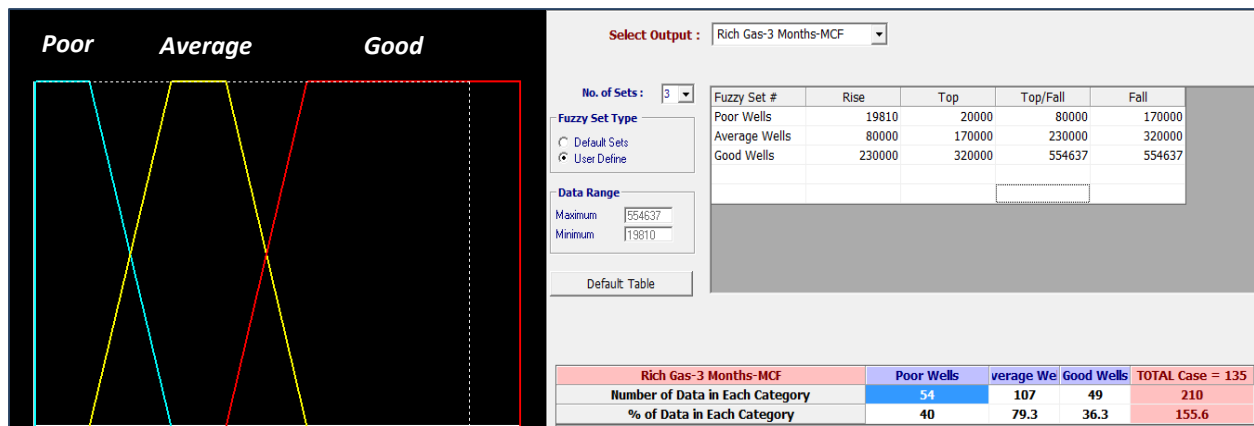 Poor Average Good
Select Output : Rich Gas-3 Months-MCF
No. of Sets : 3
Fuzzy Set Type
Default Sets
User Define
Data Range
Maximum 554637
Minimum 19810
Default Table
Fuzzy Set # Rise Top Top/Fall Fall
Poor Wells 19810 20000 80000 170000
Average Wells 80000 170000 230000 320000
Good Wells 230000 320000 554637 554637
Rich Gas-3 Months-MCF Poor Wells verage We Good Wells TOTAL Case = 135
Number of Data in Each Category 54 107 49 210
% of Data in Each Category 40 79.3 36.3 155.6